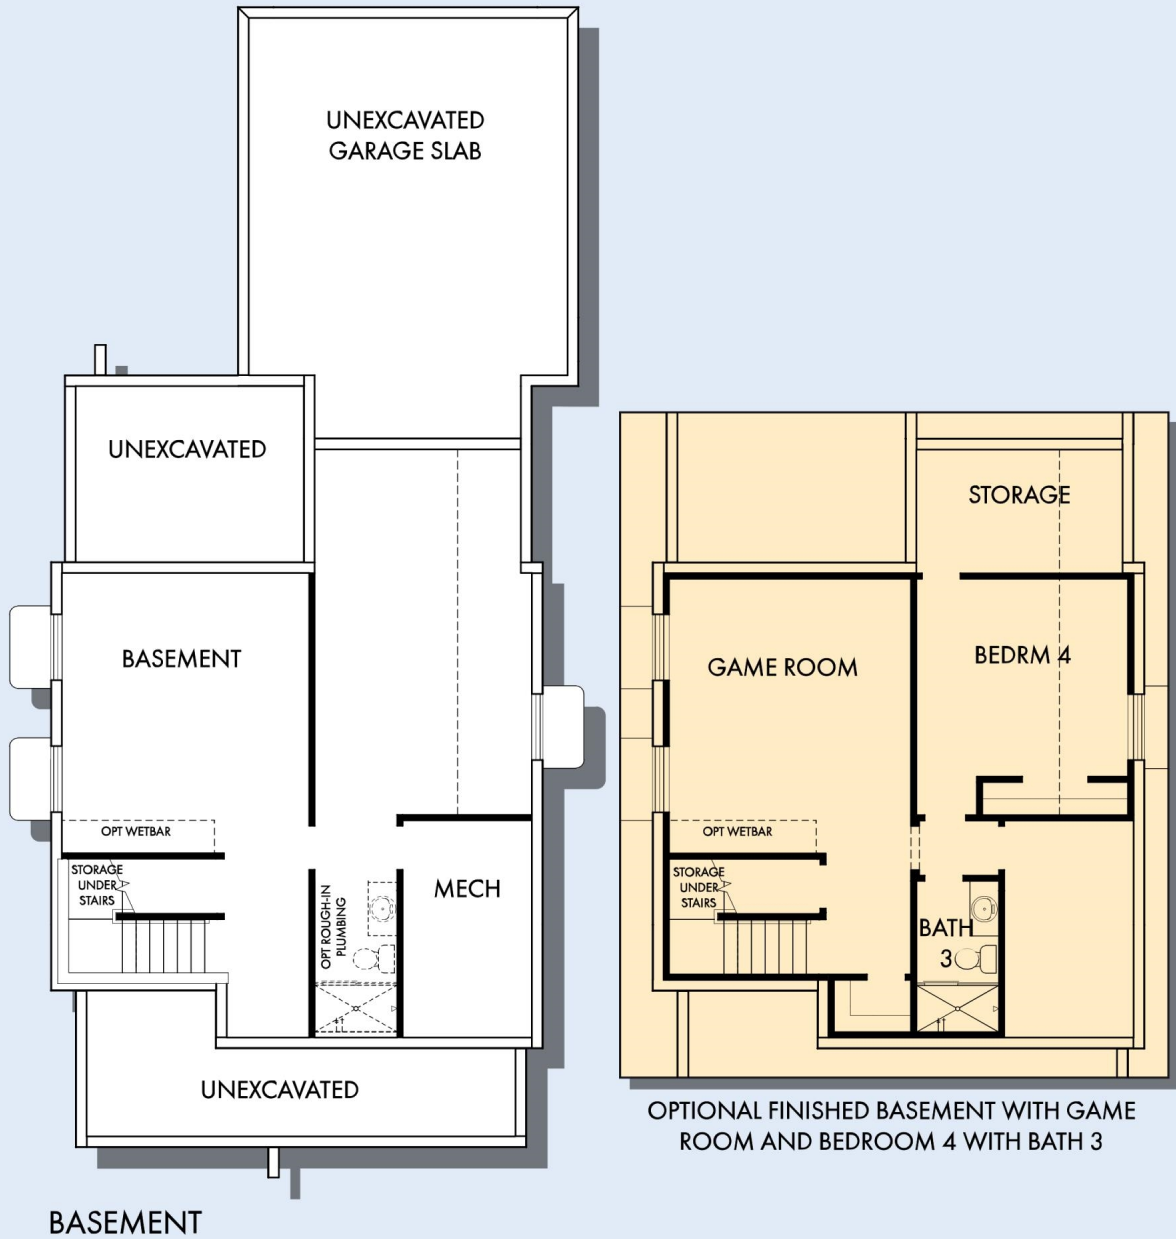 UNEXCAVATED
GARAGE SLAB
UNEXCAVATED
BASEMENT
OPT WETBAR
STORAGE
UNDER
STAIRS
OPT ROUGH-IN
PLUMBING
MECH
UNEXCAVATED
BASEMENT
STORAGE
GAME ROOM
BEDRM 4
OPT WETBAR
STORAGE
UNDER
STAIRS
BATH
3
OPTIONAL FINISHED BASEMENT WITH GAME
ROOM AND BEDROOM 4 WITH BATH 3